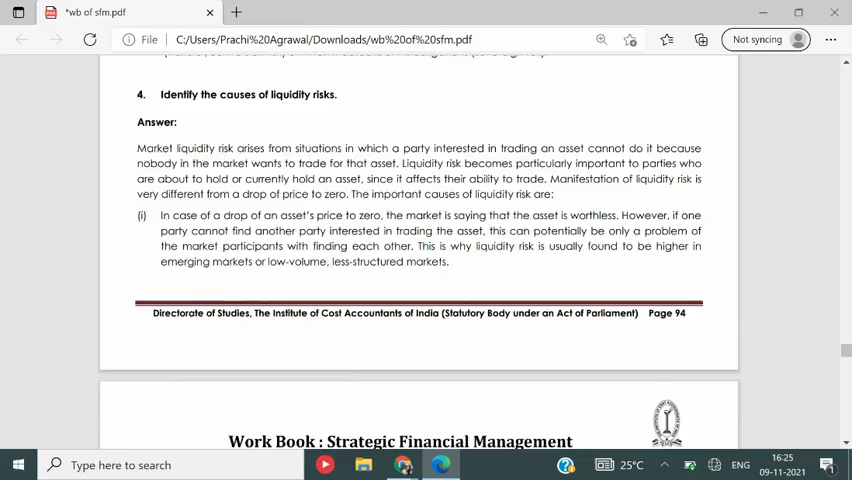 *wb of sfm.pdf
File C:/Users/Prachi%20Agrawal/Downloads/wb%20of%20sfm.pdf
Not syncing
4. Identify the causes of liquidity risks.
Answer:
Market liquidity risk arises from situations in which a party interested in trading an asset cannot do it because
nobody in the market wants to trade for that asset. Liquidity risk becomes particularly important to parties who
are about to hold or currently hold an asset, since it affects their ability to trade. Manifestation of liquidity risk is
very different from a drop of price to zero. The important causes of liquidity risk are:
(i) In case of a drop of an asset's price to zero, the market is saying that the asset is worthless. However, if one
party cannot find another party interested in trading the asset, this can potentially be only a problem of
the market participants with finding each other. This is why liquidity risk is usually found to be higher in
emerging markets or low-volume, less-structured markets.
Directorate of Studies, The Institute of Cost Accountants of India (Statutory Body under an Act of Parliament) Page 94
Work Book : Strategic Financial Management
Type here to search
25°C
ENG
16:25
09-11-2021